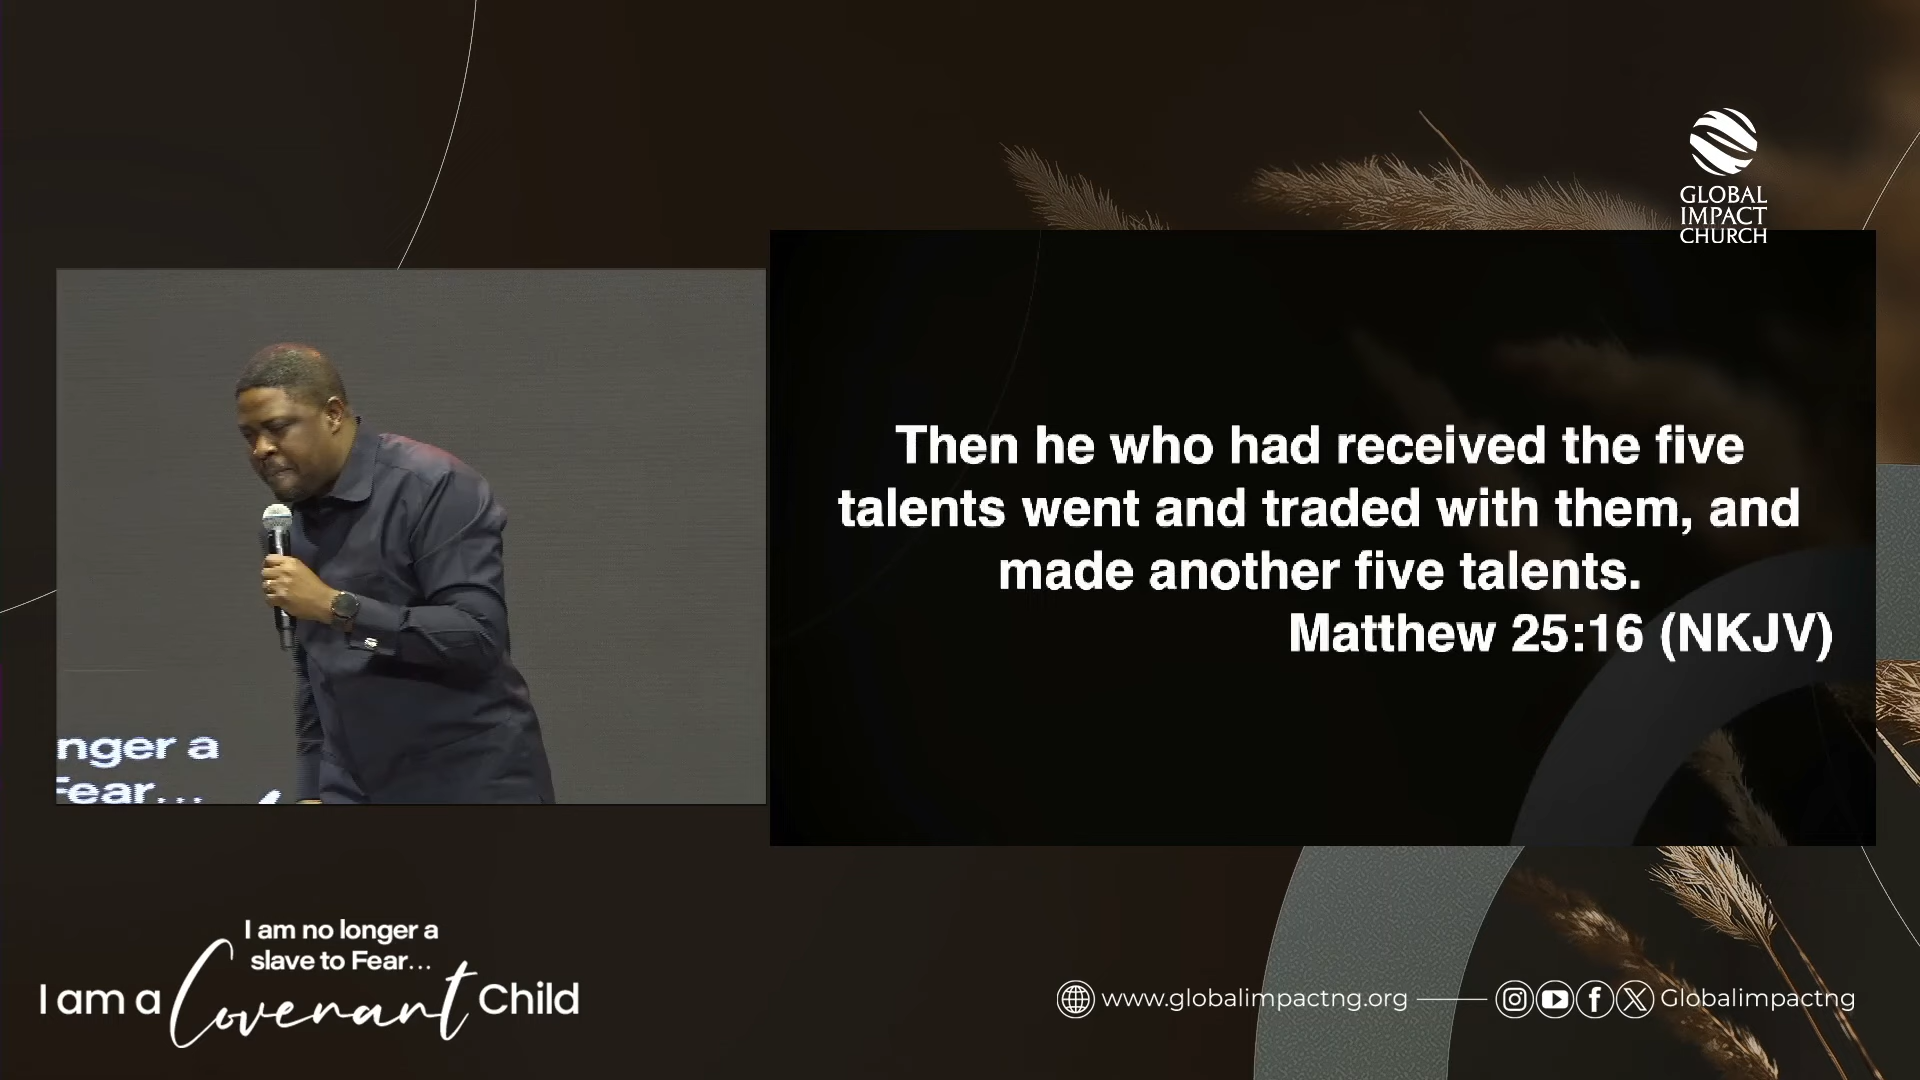 GLOBAL
IMPACT
CHURCH
Then he who had received the five
talents went and traded with them, and
made another five talents.
Matthew 25:16 (NKJV)
nger a
Fear...
I am no longer a
slave to Fear...
I am a Covenant Child
www.globalimpactng.org
Globalimpactng